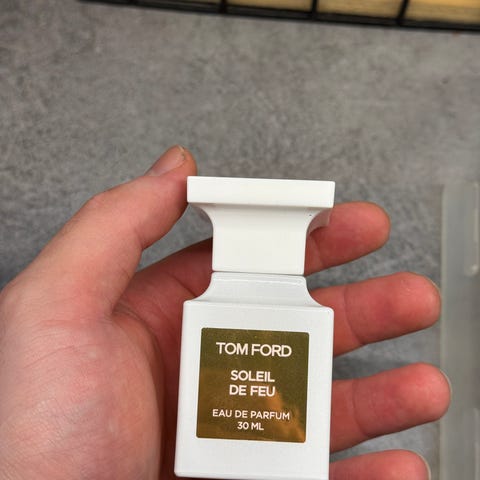 TOM FORD
SOLEIL
DE FEU
EAU DE PARFUM
30 ML